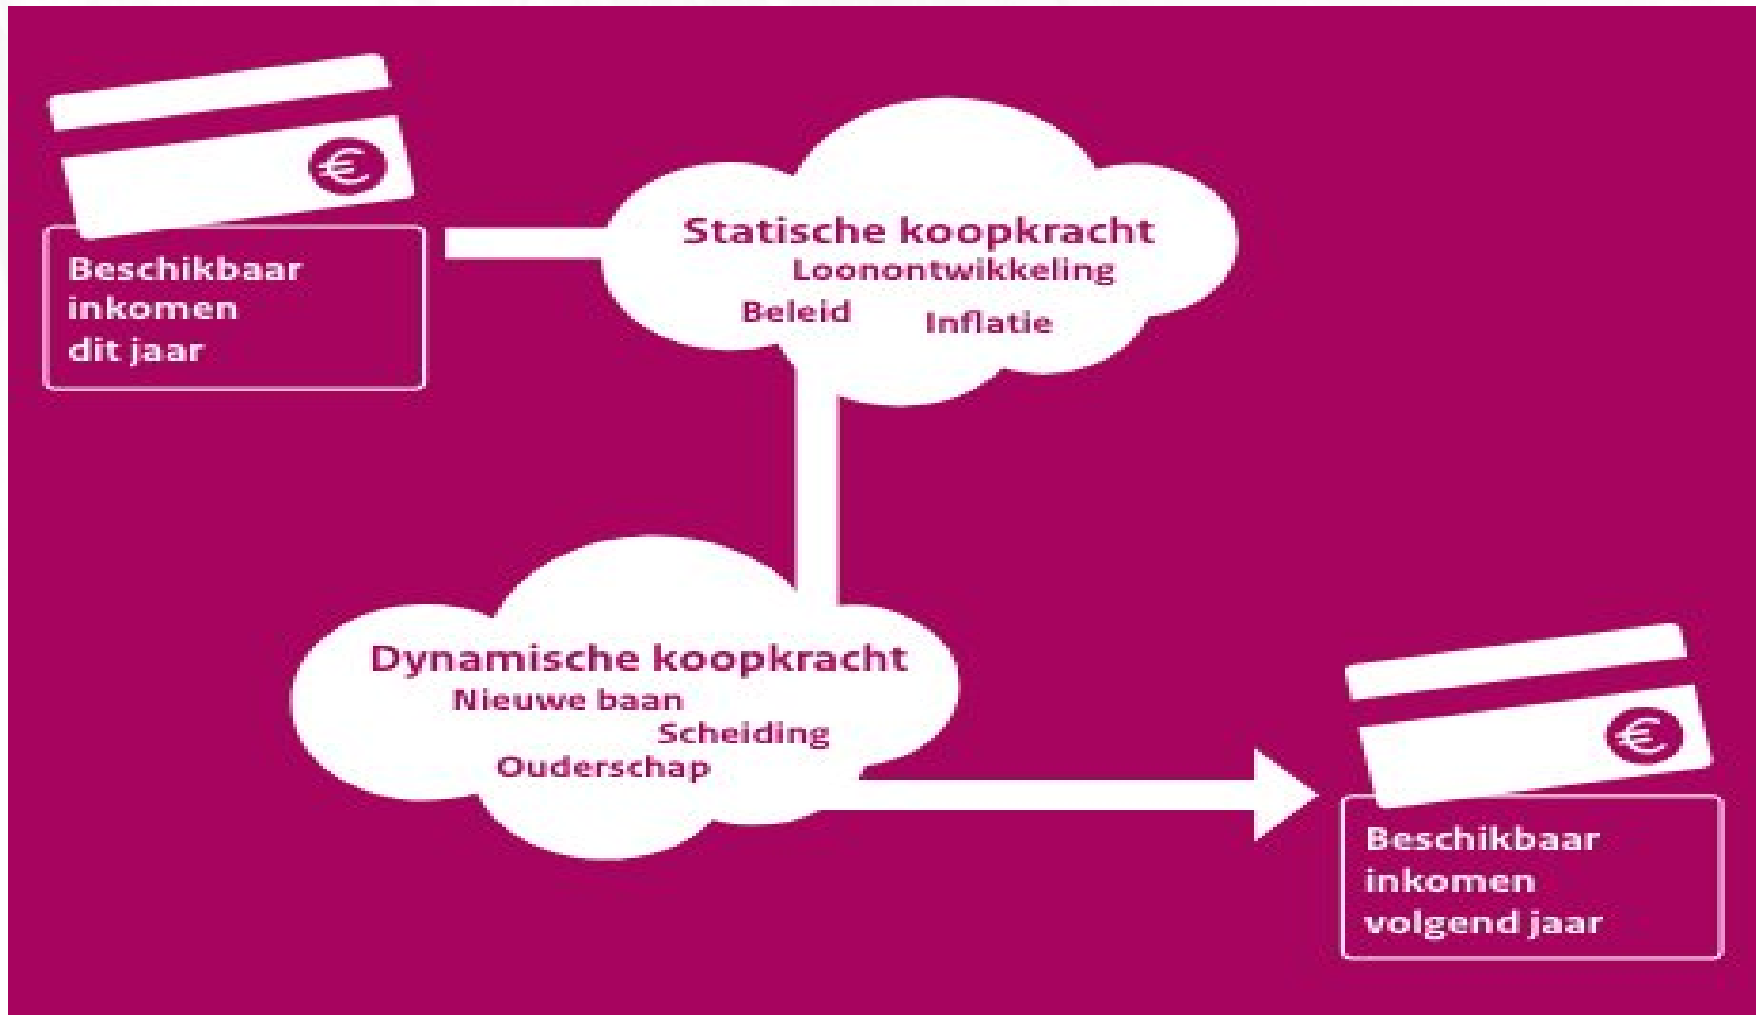 €
Beschikbaar
inkomen
dit jaar
Statische koopkracht
Loonontwikkeling
Beleid
Inflatie
Dynamische koopkracht
Nieuwe baan
Scheiding
Ouderschap
€
Beschikbaar
inkomen
volgend jaar